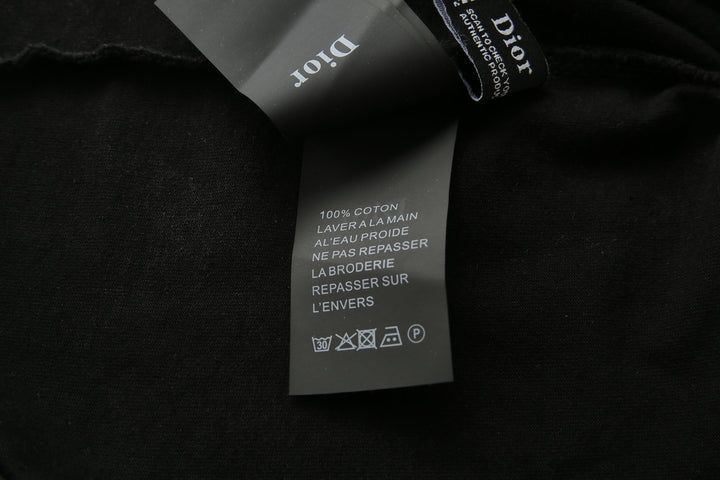 Dior
Dior
SCAN TO CHECK YO
AUTHENTIC PRODU
100% COTON
LAVER A LA MAIN
AL'EAU PROIDE
NE PAS REPASSER
LA BRODERIE
REPASSER SUR
L'ENVERS
30
P